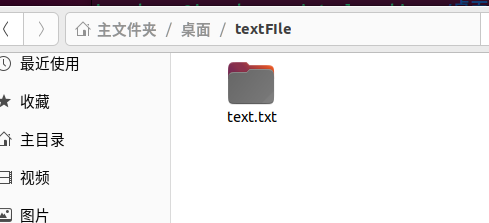 主文件夹 / 桌面 / textFIle
最近使用
收藏
text.txt
主目录
视频
图片